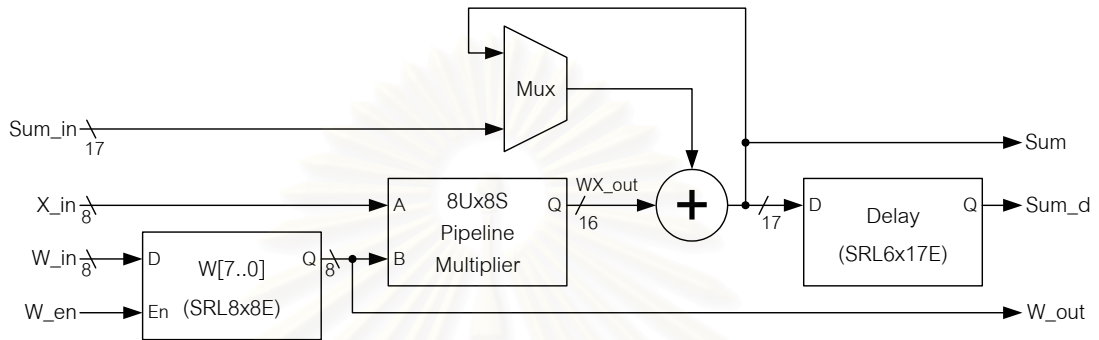 Mux
Sum_in
17
Sum
X_in
8
A
8Ux8S
Pipeline
Multiplier
Q
B
WX_out
16
+
17
D
Delay
(SRL6x17E)
Q
Sum_d
W_in
8
D
W[7..0]
(SRL8x8E)
Q
8
W_en
En
W_out